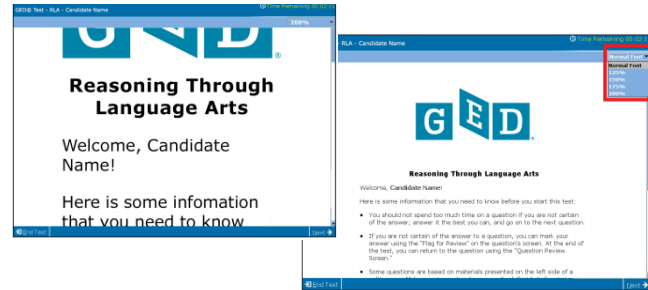 GED® Test - RLA - Candidate Name
Time Remaining 00:02:1
200%
GED®
Reasoning Through
Language Arts
Welcome, Candidate
Name!
Here is some infomation
that you need to know
End Test
Next
RLA - Candidate Name
Time Remaining 00:02:1
Normal Font
Normal Font
125%
150%
175%
200%
GED
Reasoning Through Language Arts
Welcome, Candidate Name!
Here is some information that you need to know before you start this test:
• You should not spend too much time on a question if you are not certain
of the answer, answer it the best you can, and go on to the next question.
• If you are not certain of the answer to a question, you can mark your
answer using the "Flag for Review" on the question's screen. At the end of
the test, you can return to the question using the "Question Review
Screen."
• Some questions are based on materials presented on the left side of a
End Test
Next